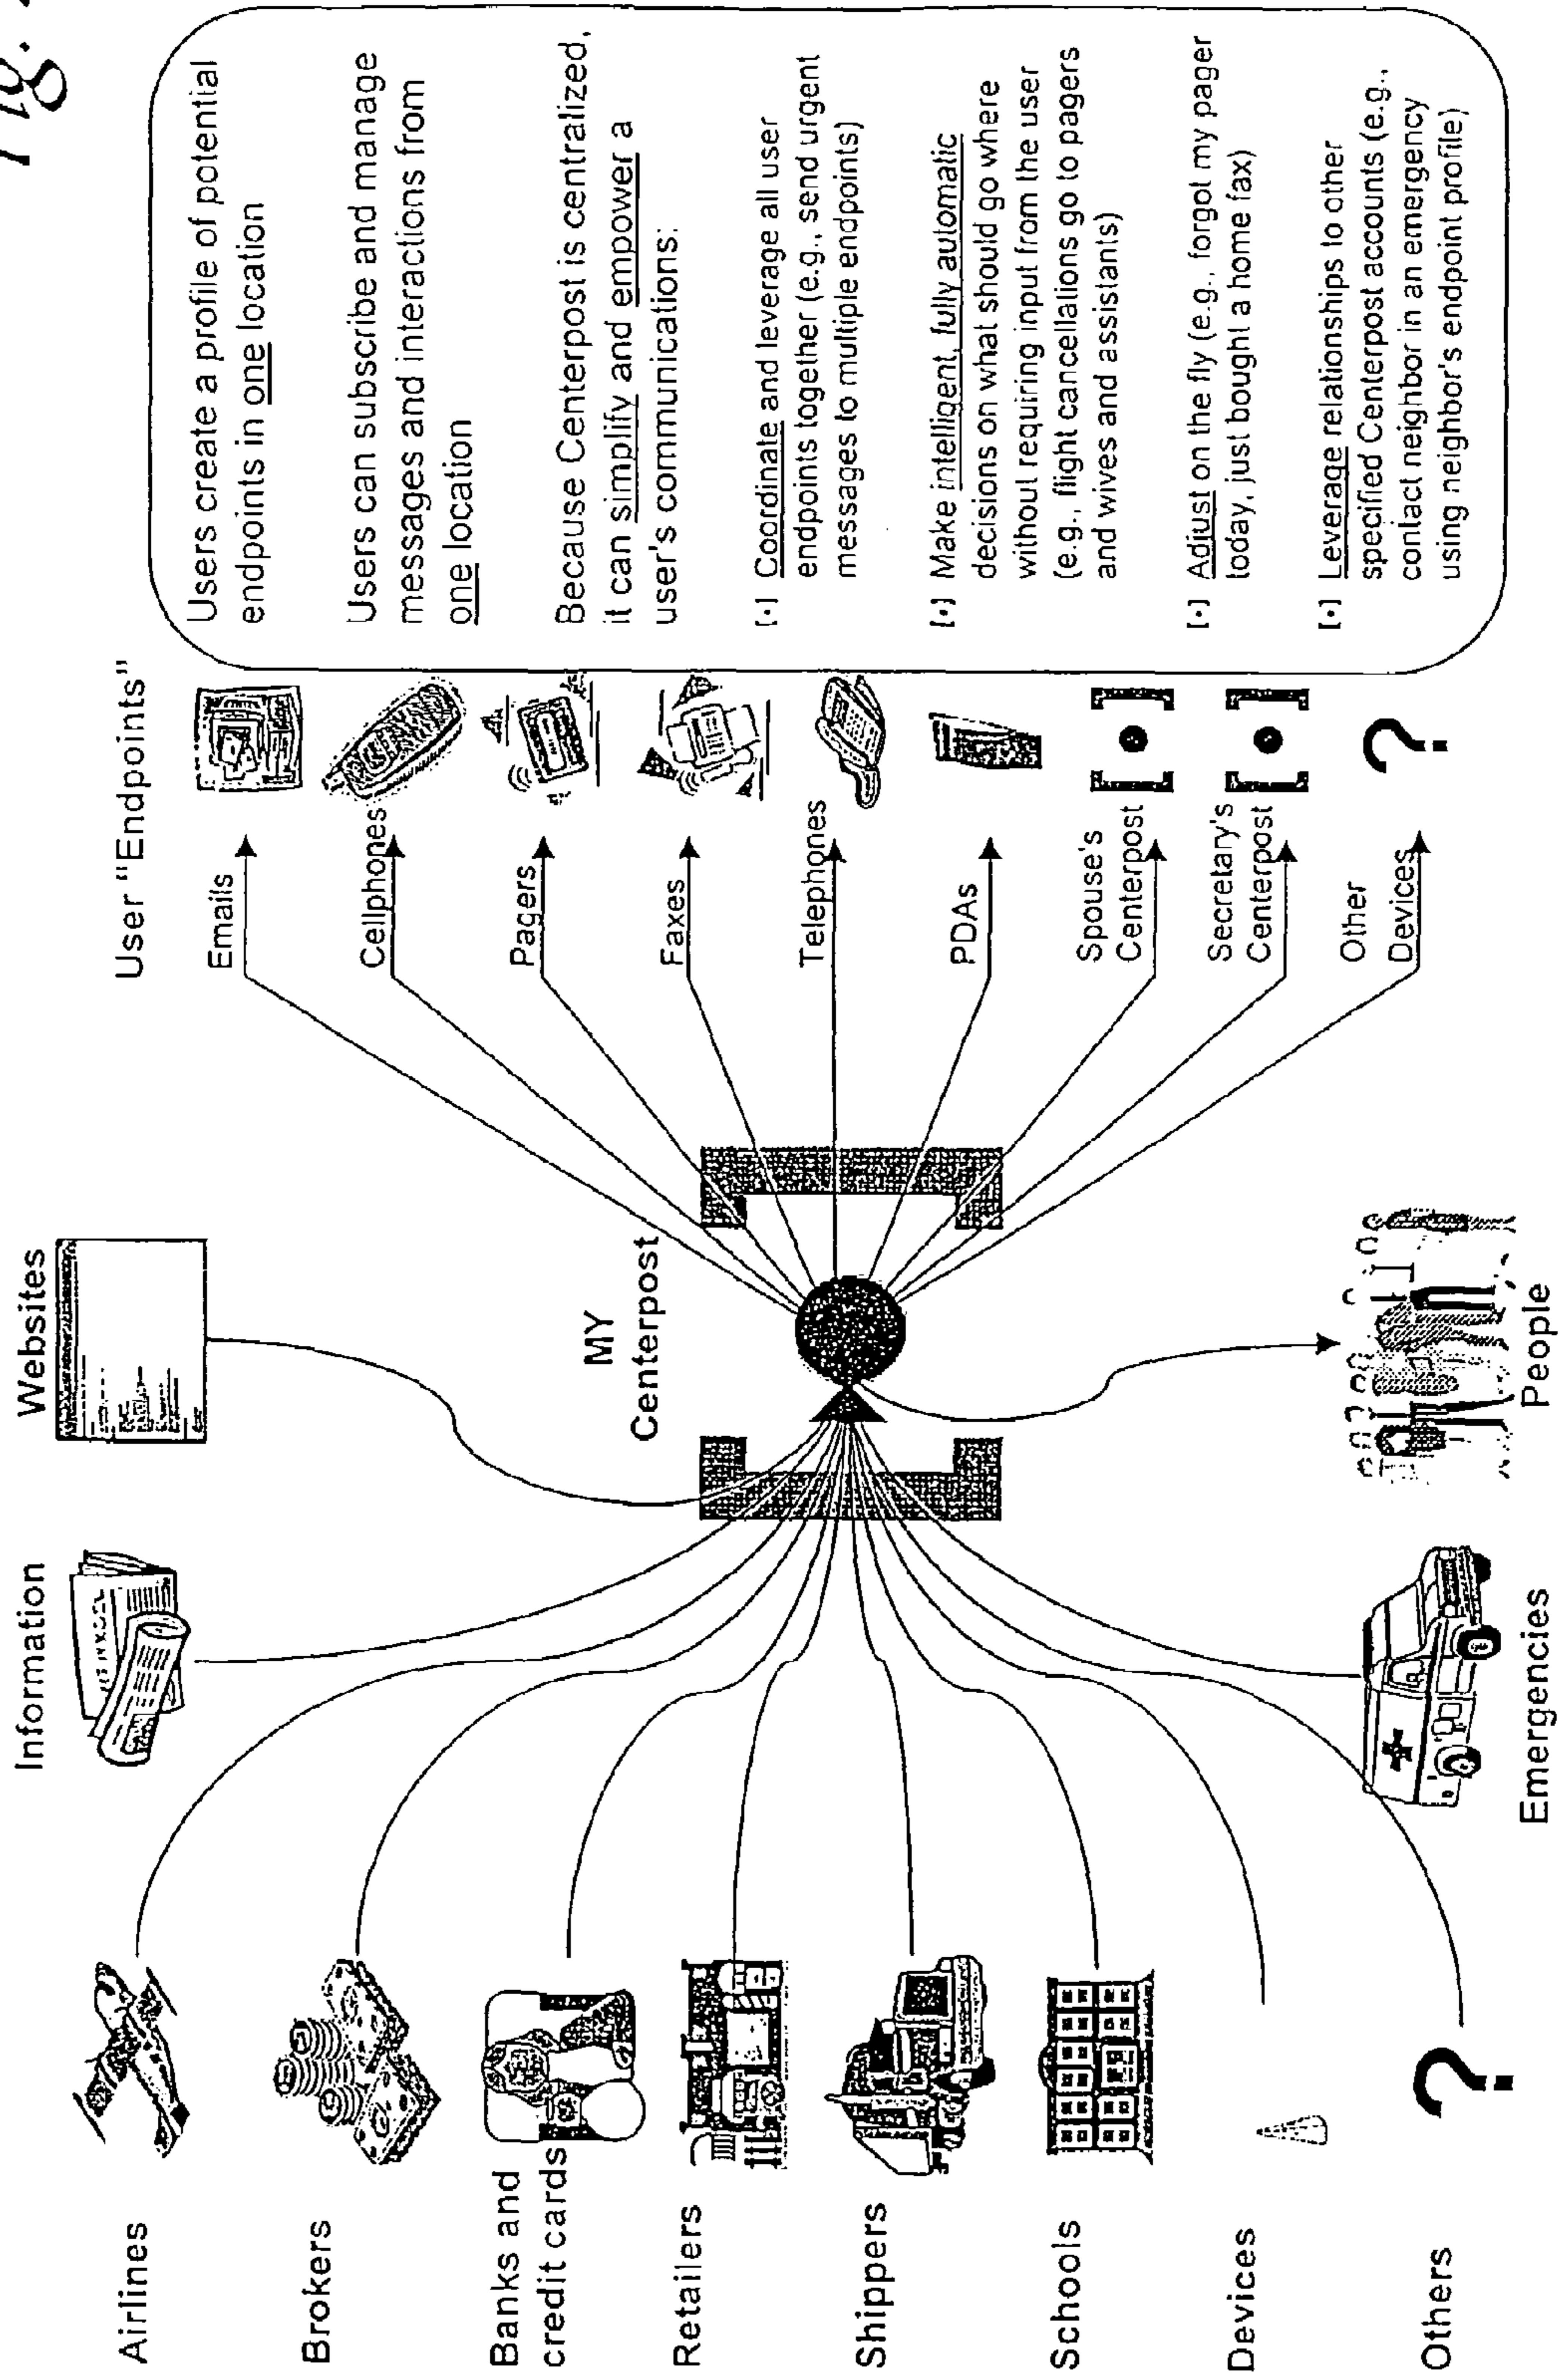 Fig.
Websites
Information
Airlines
Brokers
Banks and
credit cards
Retailers
Shippers
Schools
Devices
Others
Emergencies
People
MY
Centerpost
User "Endpoints"
Emails
Cellphones
Pagers
Faxes
Telephones
PDAs
Spouse's
Centerpost
Secretary's
Centerpost
Other
Devices
?
?
Users create a profile of potential
endpoints in one location
Users can subscribe and manage
messages and interactions from
one location
Because Centerpost is centralized,
it can simplify and empower a
user's communications:
[•] Coordinate and leverage all user
endpoints together (e.g., send urgent
messages to multiple endpoints)
[•] Make intelligent, fully automatic
decisions on what should go where
without requiring input from the user
(e.g., flight cancellations go to pagers
and wives and assistants)
[•] Adjust on the fly (e.g., forgot my pager
today, just bought a home fax)
[•] Leverage relationships to other
specified Centerpost accounts (e.g.,
contact neighbor in an emergency
using neighbor's endpoint profile)